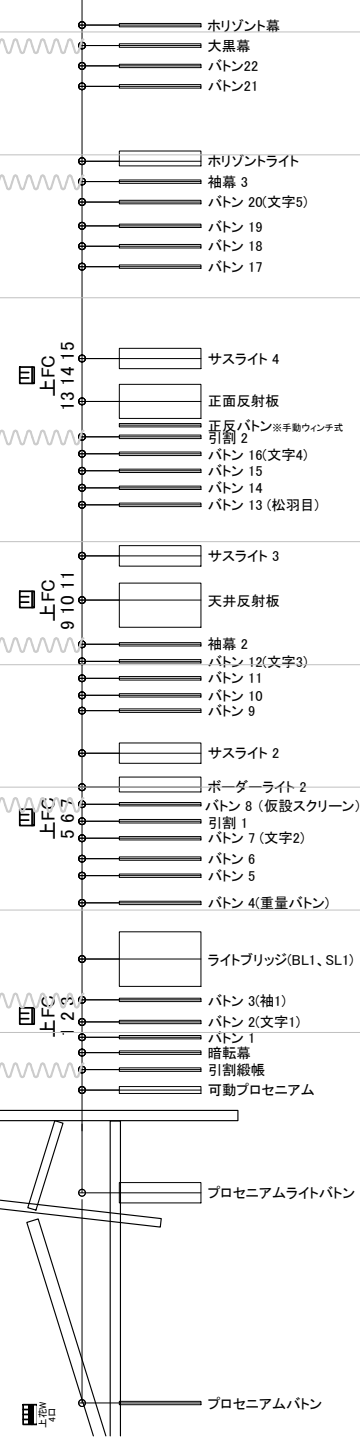 ホリゾント幕
大黒幕
バトン22
バトン21
ホリゾントライト
袖幕 3
バトン 20(文字5)
バトン 19
バトン 18
バトン 17
上FC
13 14 15
サスライト 4
正面反射板
正反バトン※手動ウィンチ式
引割 2
バトン 16(文字4)
バトン 15
バトン 14
バトン 13 (松羽目)
上FC
9 10 11
サスライト 3
天井反射板
袖幕 2
バトン 12(文字3)
バトン 11
バトン 10
バトン 9
サスライト 2
ボーダーライト 2
上FC
5 6 7
バトン 8 (仮設スクリーン)
引割 1
バトン 7 (文字2)
バトン 6
バトン 5
バトン 4(重量バトン)
ライトブリッジ(BL1、SL1)
上FC
1 2 3
バトン 3(袖1)
バトン 2(文字1)
バトン 1
暗転幕
引割緞帳
可動プロセニアム
プロセニアムライトバトン
上花W
4口
プロセニアムバトン